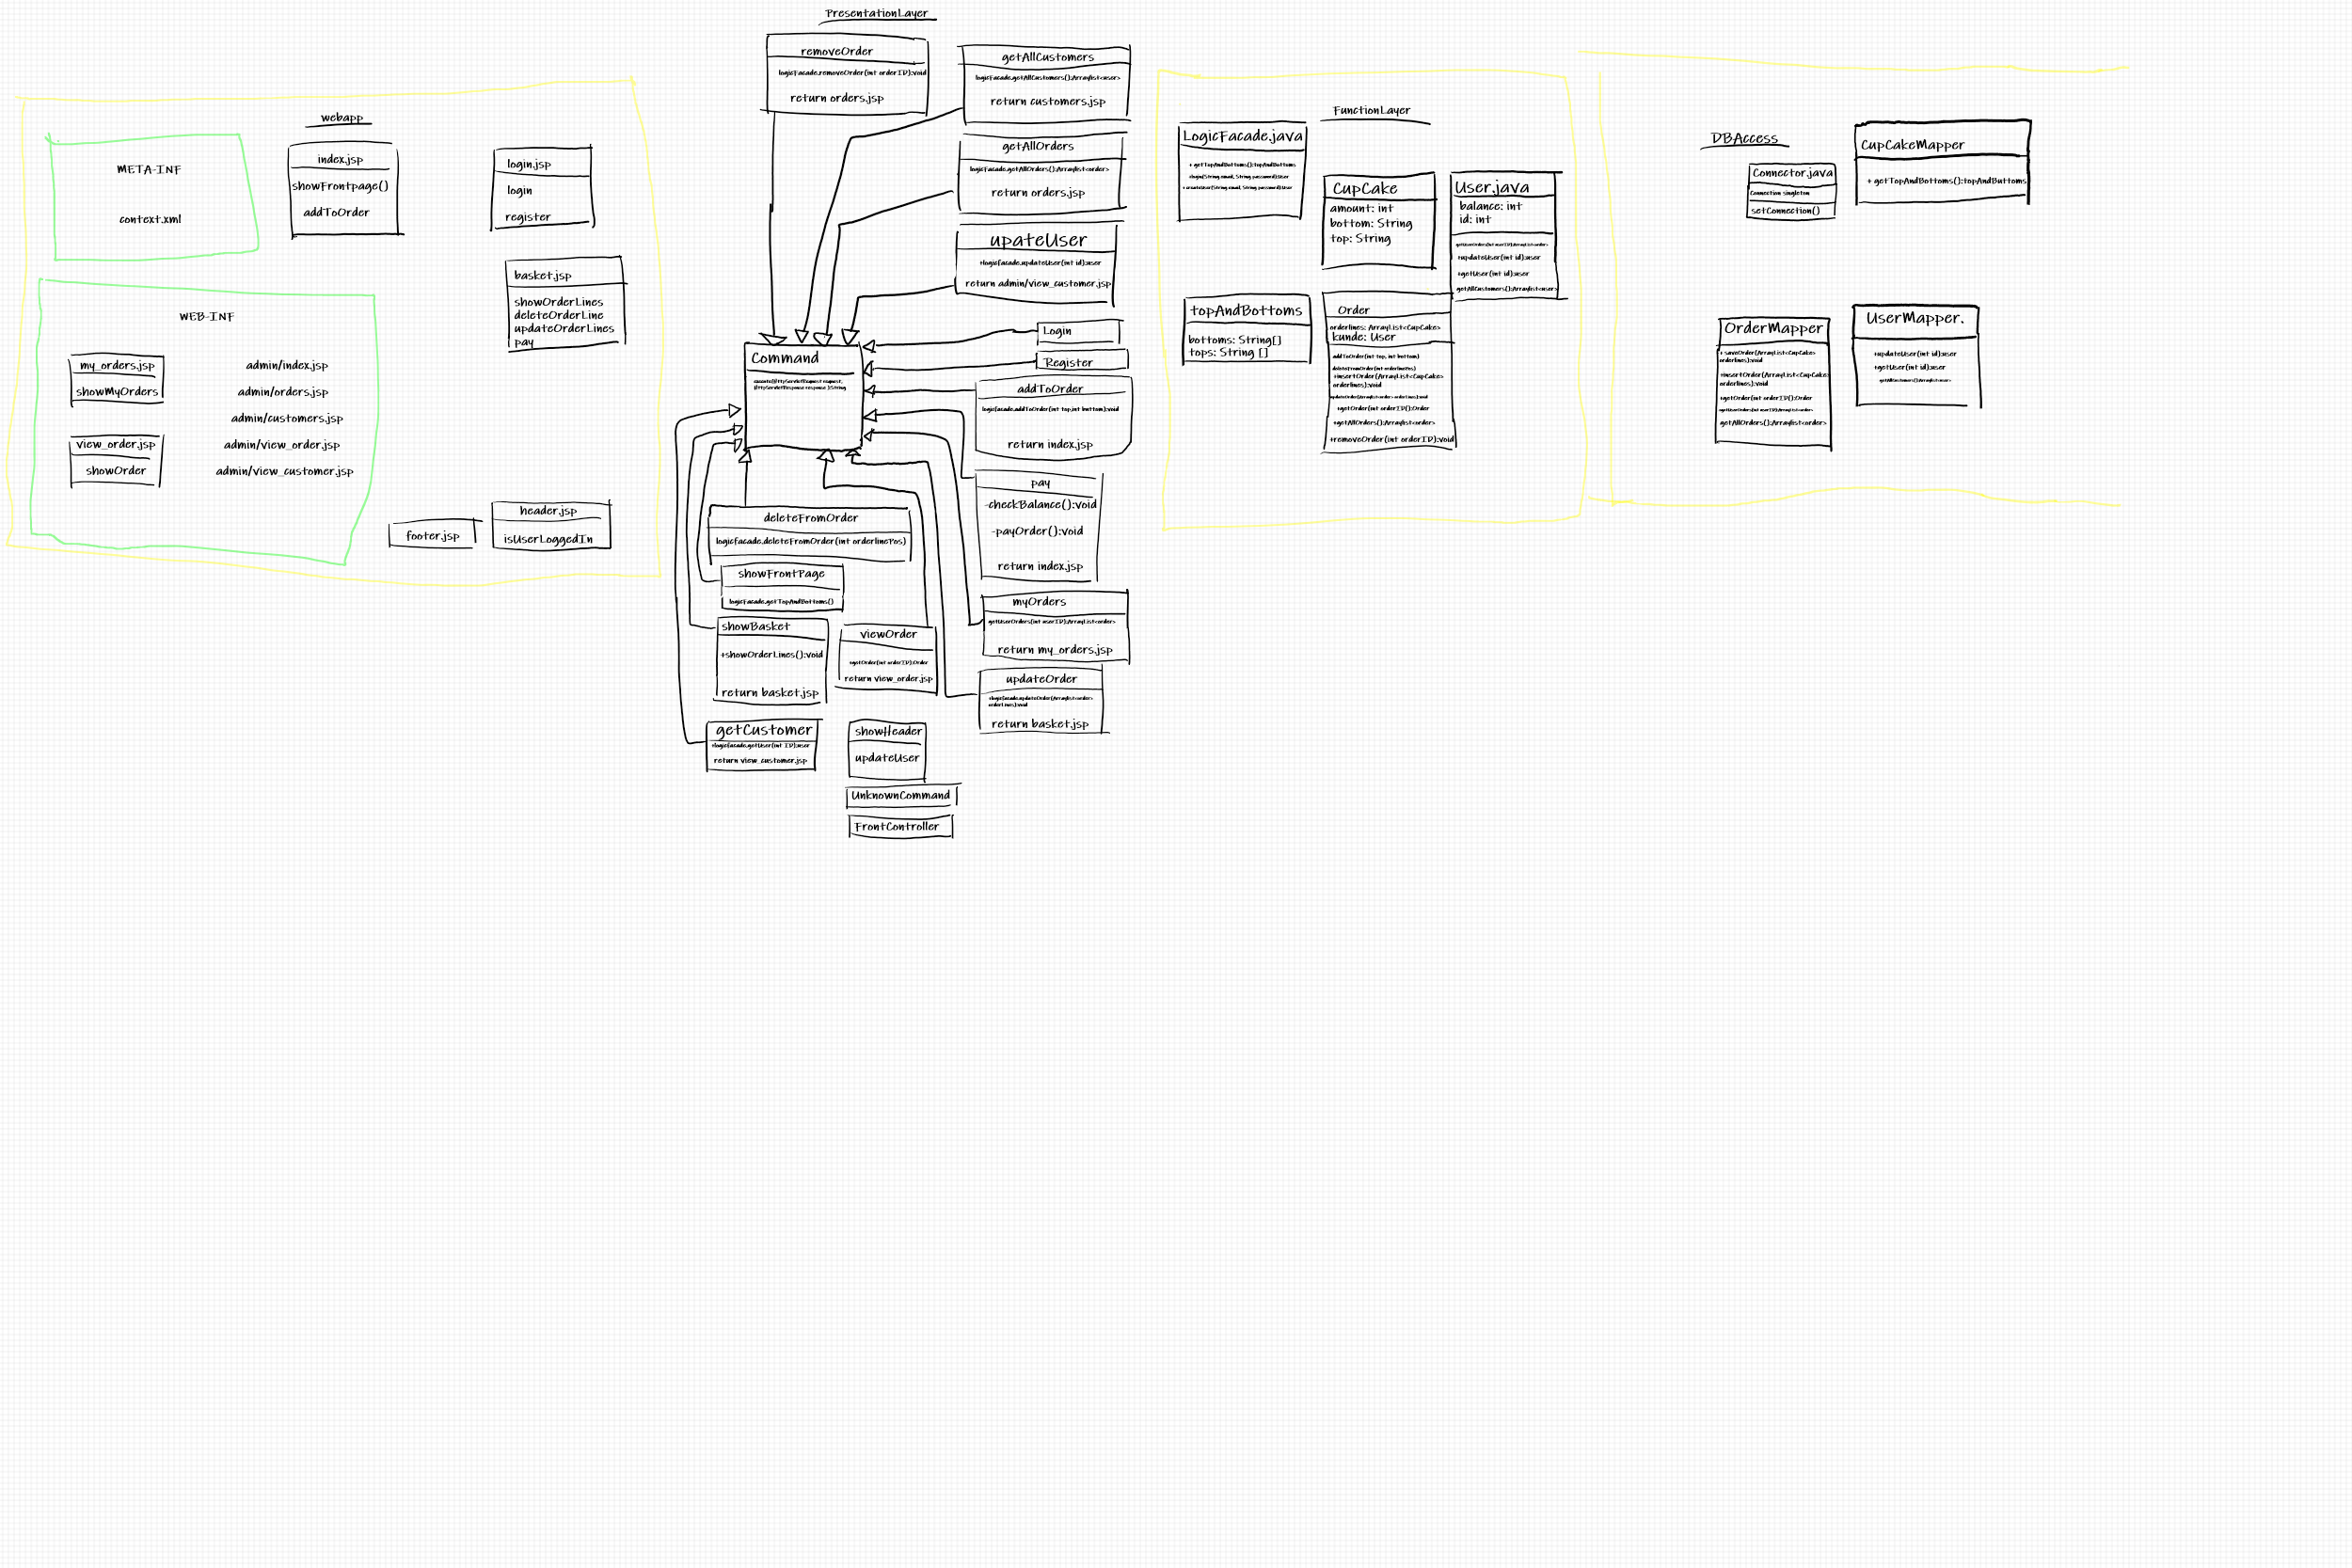 PresentationLayer
removeOrder
logicFacade.removeOrder(int orderID):void
return orders.jsp
getAllCustomers
logicFacade.getAllCustomers():Arraylist<user>
return customers.jsp
getAllOrders
logicFacade.getAllOrders():Arraylist<order>
return orders.jsp
upateUser
+logicfacade.updateUser(int id):user
return admin/view_customer.jsp
webapp
META-INF
context.xml
index.jsp
showFrontpage()
addToOrder
login.jsp
login
register
basket.jsp
showOrderLines
deleteOrderLine
updateOrderLines
pay
WEB-INF
my_orders.jsp
showMyOrders
view_order.jsp
showOrder
admin/index.jsp
admin/orders.jsp
admin/customers.jsp
admin/view_order.jsp
admin/view_customer.jsp
footer.jsp
header.jsp
isUserLoggedIn
Command
execute(HttpServletRequest request,
HttpServletResponse response ):String
Login
Register
addToOrder
logicfacade.addToOrder(int top,int buttom):void
return index.jsp
pay
-checkBalance():void
-payOrder():void
return index.jsp
deleteFromOrder
logicfacade.deleteFromOrder(int orderlinePos)
showFrontPage
logicFacade.getTopAndBottoms()
showBasket
+showOrderLines():void
return basket.jsp
viewOrder
+getOrder(int orderID):Order
return view_order.jsp
myOrders
getUserOrders(int userID):ArrayList<order>
return my_orders.jsp
updateOrder
+logicfacade.updateOrder(Arraylist<order>
orderLines):void
return basket.jsp
getCustomer
+logicfacade.getUser(int ID):user
return view_customer.jsp
showHeader
updateUser
UnknownCommand
FrontController
FunctionLayer
LogicFacade.java
+ getTopAndBottoms():topAndBottoms
+login(String email, String password):User
+createUser(String email, String password):User
CupCake
amount: int
bottom: String
top: String
User.java
balance: int
id: int
getUserOrders(int userID):ArrayList<order>
+updateUser(int id):user
+getUser(int id):user
getAllCustomers():Arraylist<user>
topAndBottoms
bottoms: String[]
tops: String []
Order
orderlines: ArrayList<CupCake>
kunde: User
addToOrder(int top, int bottom)
deleteFromOrder(int orderlinePos)
+insertOrder(ArrayList<CupCake>
orderlines):void
updateOrder(Arraylist<order> orderLines):void
+getOrder(int orderID():Order
+getAllOrders():Arraylist<order>
+removeOrder(int orderID):void
DBAccess
Connector.java
Connection singleton
setConnection()
CupCakeMapper
+ getTopAndBottoms():topAndButtoms
OrderMapper
+ saveOrder(ArrayList<CupCake>
orderlines):void
+insertOrder(ArrayList<CupCake>
orderlines):void
+getOrder(int orderID():Order
+getUserOrders(int userID):ArrayList<order>
getAllOrders():Arraylist<order>
UserMapper.
+updateUser(int id):user
+getUser(int id):user
getAllCustomers():Arraylist<user>